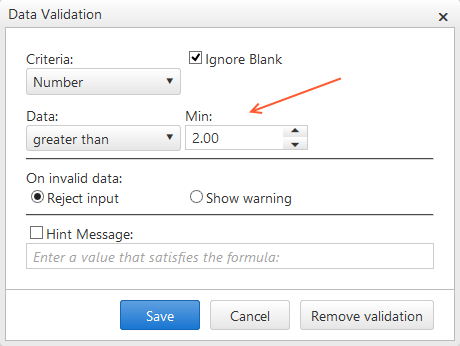 Data Validation
Criteria:
Ignore Blank
Number
Data:
Min:
greater than
2.00
On invalid data:
Reject input
Show warning
Hint Message:
Enter a value that satisfies the formula:
Save
Cancel
Remove validation